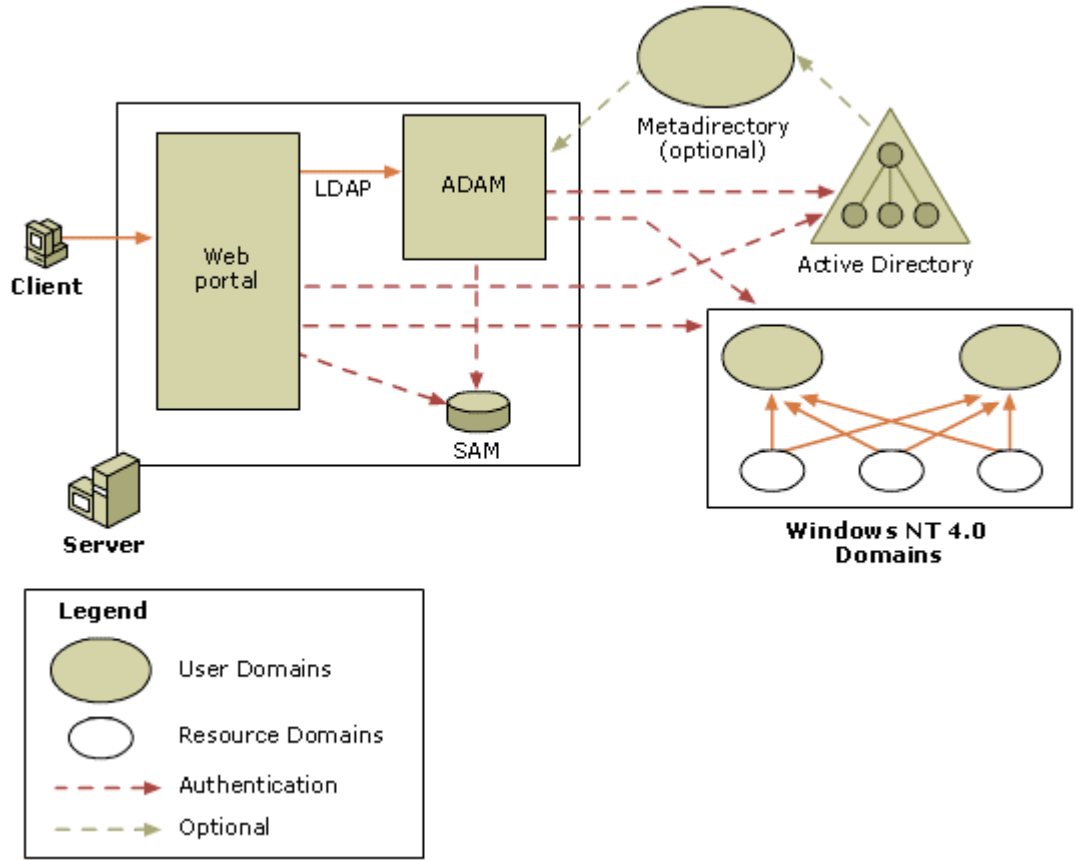 Metadirectory
(optional)
ADAM
LDAP
Web
portal
Client
Active Directory
SAM
Server
Windows NT 4.0
Domains
Legend
User Domains
Resource Domains
Authentication
Optional